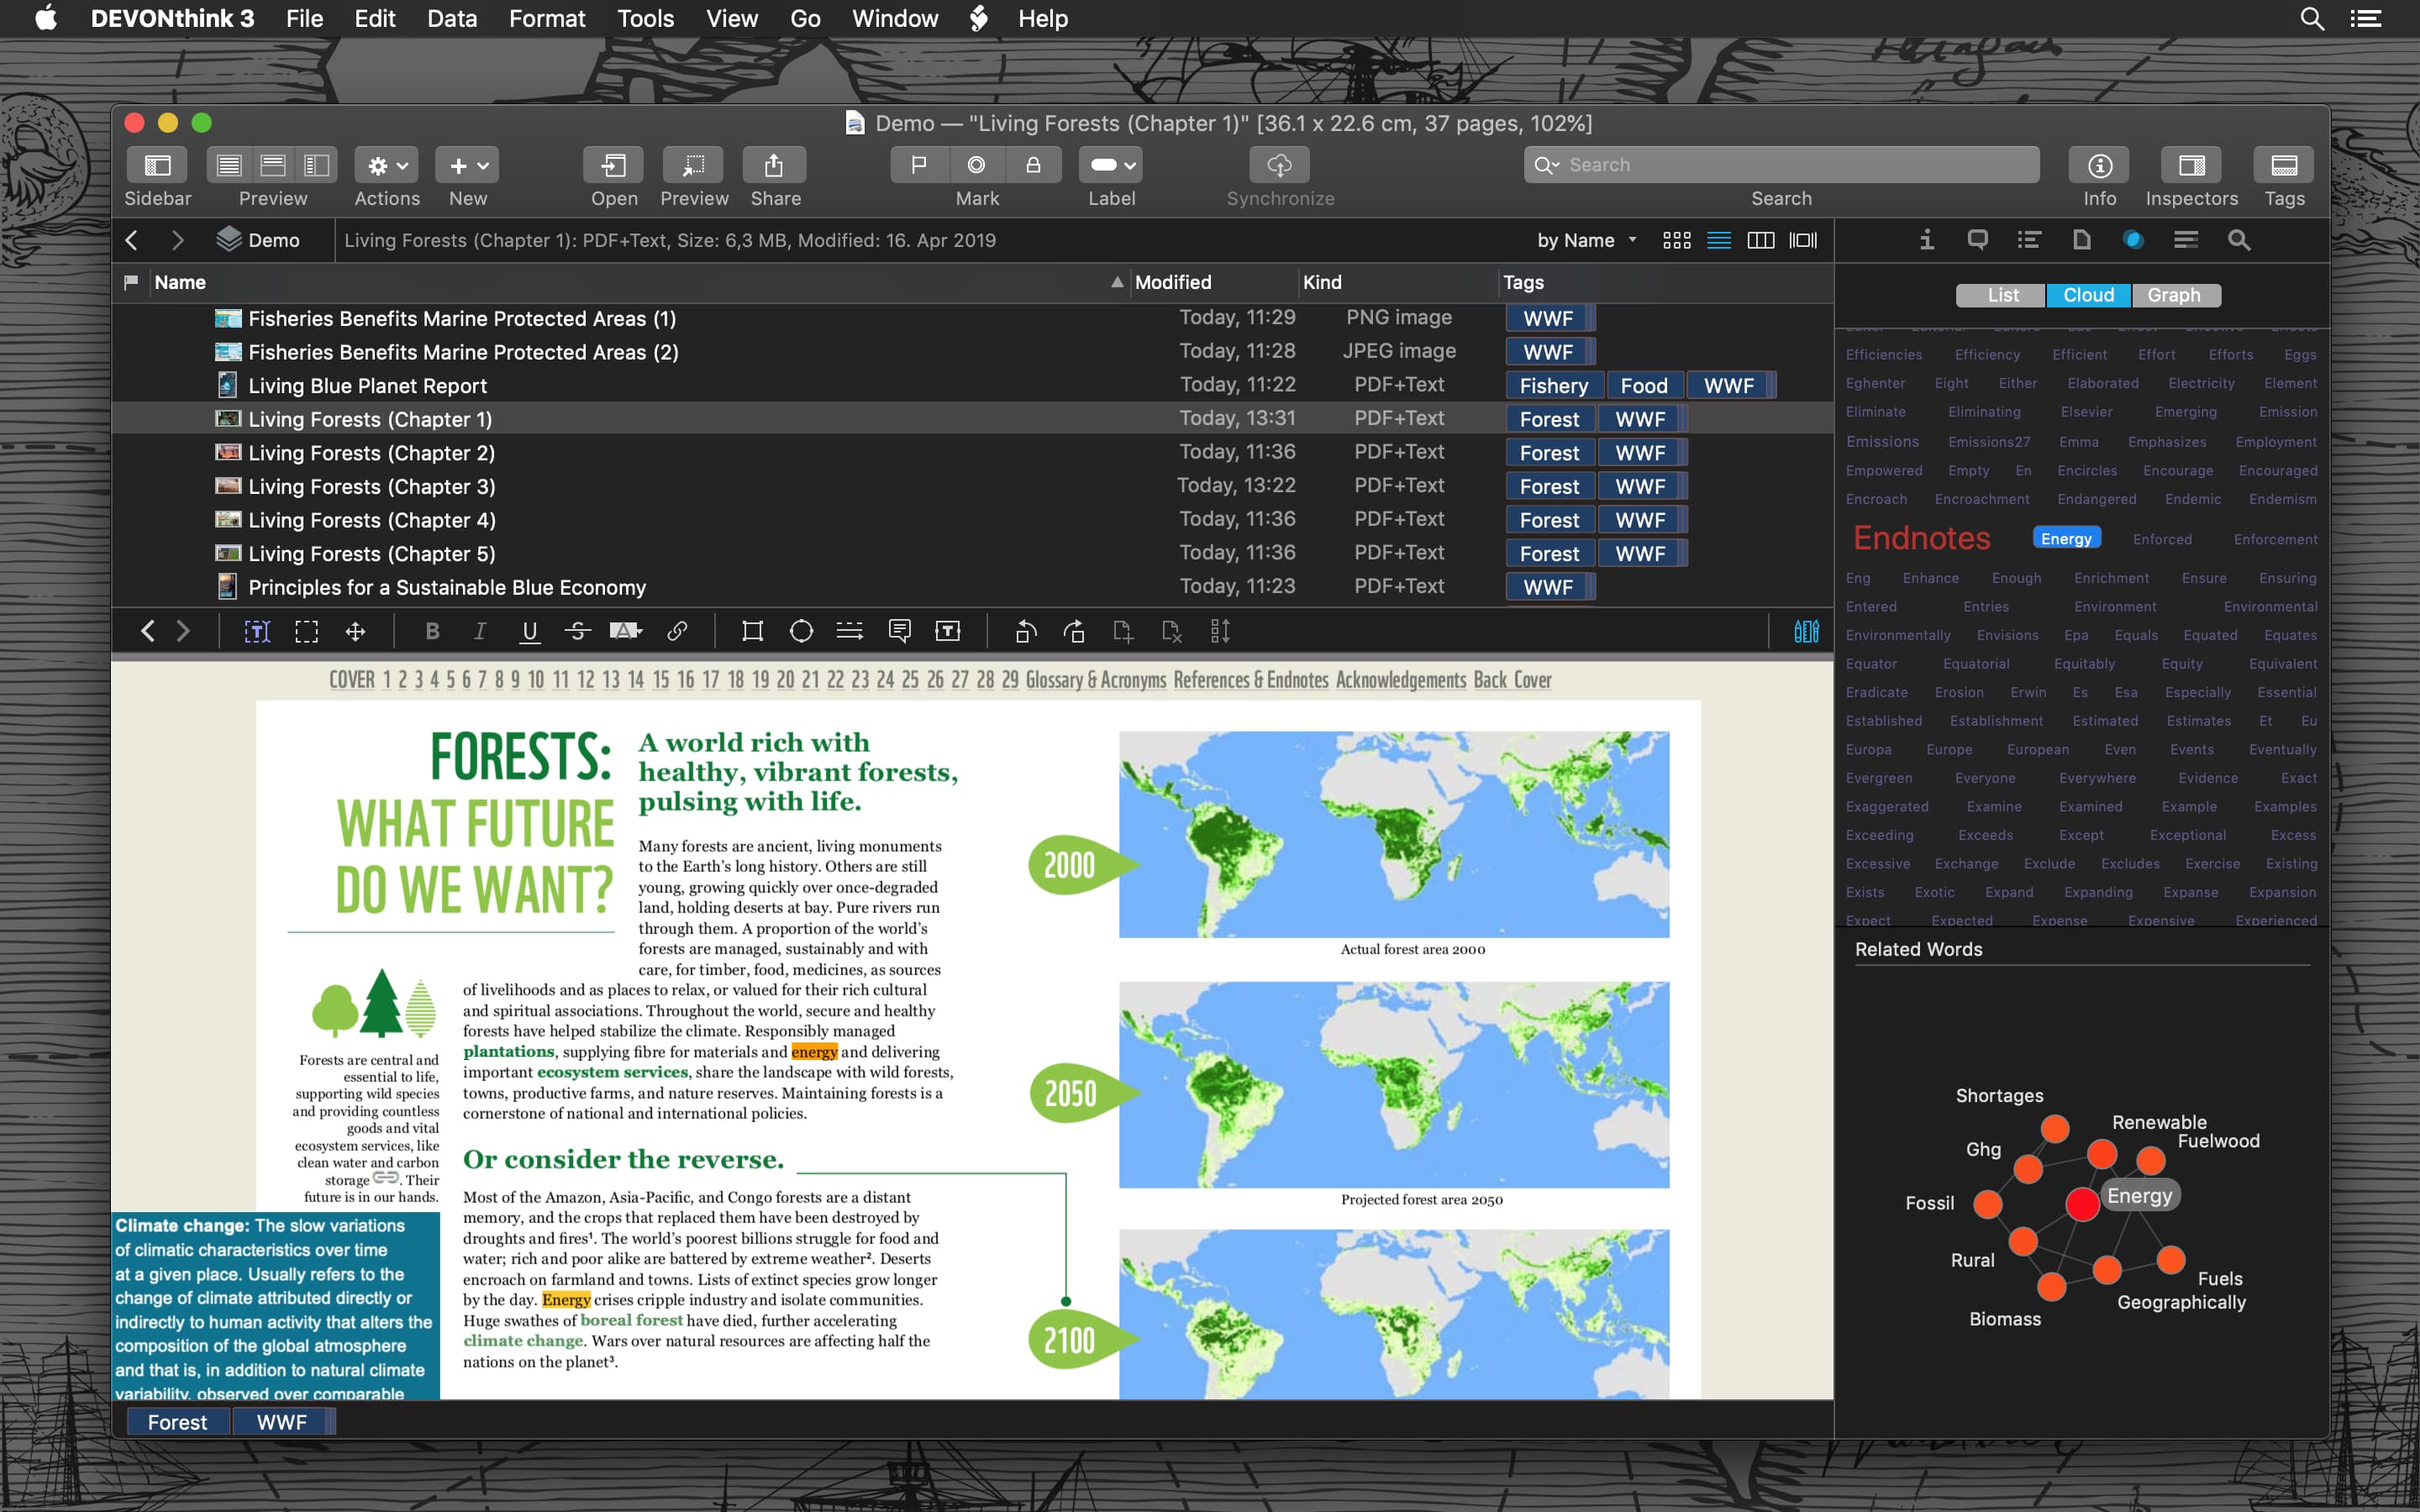 DEVONthink 3 File Edit Data Format Tools View Go Window Help
Demo — "Living Forests (Chapter 1)" [36.1 x 22.6 cm, 37 pages, 102%]
Search
Sidebar Preview Actions New Open Preview Share Mark Label Synchronize Search Info Inspectors Tags
Demo Living Forests (Chapter 1): PDF+Text, Size: 6,3 MB, Modified: 16. Apr 2019 by Name
Name Modified Kind Tags
Fisheries Benefits Marine Protected Areas (1) Today, 11:29 PNG image WWF
Fisheries Benefits Marine Protected Areas (2) Today, 11:28 JPEG image WWF
Living Blue Planet Report Today, 11:22 PDF+Text Fishery Food WWF
Living Forests (Chapter 1) Today, 13:31 PDF+Text Forest WWF
Living Forests (Chapter 2) Today, 11:36 PDF+Text Forest WWF
Living Forests (Chapter 3) Today, 13:22 PDF+Text Forest WWF
Living Forests (Chapter 4) Today, 11:36 PDF+Text Forest WWF
Living Forests (Chapter 5) Today, 11:36 PDF+Text Forest WWF
Principles for a Sustainable Blue Economy Today, 11:23 PDF+Text WWF
B I U S A T
COVER 1 2 3 4 5 6 7 8 9 10 11 12 13 14 15 16 17 18 19 20 21 22 23 24 25 26 27 28 29 Glossary & Acronyms References & Endnotes Acknowledgements Back Cover
FORESTS:
WHAT FUTURE
DO WE WANT?
A world rich with
healthy, vibrant forests,
pulsing with life.
Many forests are ancient, living monuments
to the Earth's long history. Others are still
young, growing quickly over once-degraded
land, holding deserts at bay. Pure rivers run
through them. A proportion of the world's
forests are managed, sustainably and with
care, for timber, food, medicines, as sources
of livelihoods and as places to relax, or valued for their rich cultural
and spiritual associations. Throughout the world, secure and healthy
forests have helped stabilize the climate. Responsibly managed
plantations, supplying fibre for materials and energy and delivering
important ecosystem services, share the landscape with wild forests,
towns, productive farms, and nature reserves. Maintaining forests is a
cornerstone of national and international policies.
Forests are central and
essential to life,
supporting wild species
and providing countless
goods and vital
ecosystem services, like
clean water and carbon
storage . Their
future is in our hands.
Or consider the reverse.
Most of the Amazon, Asia-Pacific, and Congo forests are a distant
memory, and the crops that replaced them have been destroyed by
droughts and fires¹. The world's poorest billions struggle for food and
water; rich and poor alike are battered by extreme weather². Deserts
encroach on farmland and towns. Lists of extinct species grow longer
by the day. Energy crises cripple industry and isolate communities.
Huge swathes of boreal forest have died, further accelerating
climate change. Wars over natural resources are affecting half the
nations on the planet³.
Climate change: The slow variations
of climatic characteristics over time
at a given place. Usually refers to the
change of climate attributed directly or
indirectly to human activity that alters the
composition of the global atmosphere
and that is, in addition to natural climate
variability, observed over comparable
2000
Actual forest area 2000
2050
Projected forest area 2050
2100
Forest WWF
List Cloud Graph
Efficiencies Efficiency Efficient Effort Efforts Eggs
Eghenter Eight Either Elaborated Electricity Element
Eliminate Eliminating Elsevier Emerging Emission
Emissions Emissions27 Emma Emphasizes Employment
Empowered Empty En Encircles Encourage Encouraged
Encroach Encroachment Endangered Endemic Endemism
Endnotes Energy Enforced Enforcement
Eng Enhance Enough Enrichment Ensure Ensuring
Entered Entries Environment Environmental
Environmentally Envisions Epa Equals Equated Equates
Equator Equatorial Equitably Equity Equivalent
Eradicate Erosion Erwin Es Esa Especially Essential
Established Establishment Estimated Estimates Et Eu
Europa Europe European Even Events Eventually
Evergreen Everyone Everywhere Evidence Exact
Exaggerated Examine Examined Example Examples
Exceeding Exceeds Except Exceptional Excess
Excessive Exchange Exclude Excludes Exercise Existing
Exists Exotic Expand Expanding Expanse Expansion
Expect Expected Expense Expensive Experienced
Related Words
Shortages
Renewable
Fuelwood
Ghg
Energy
Fossil
Rural
Fuels
Geographically
Biomass